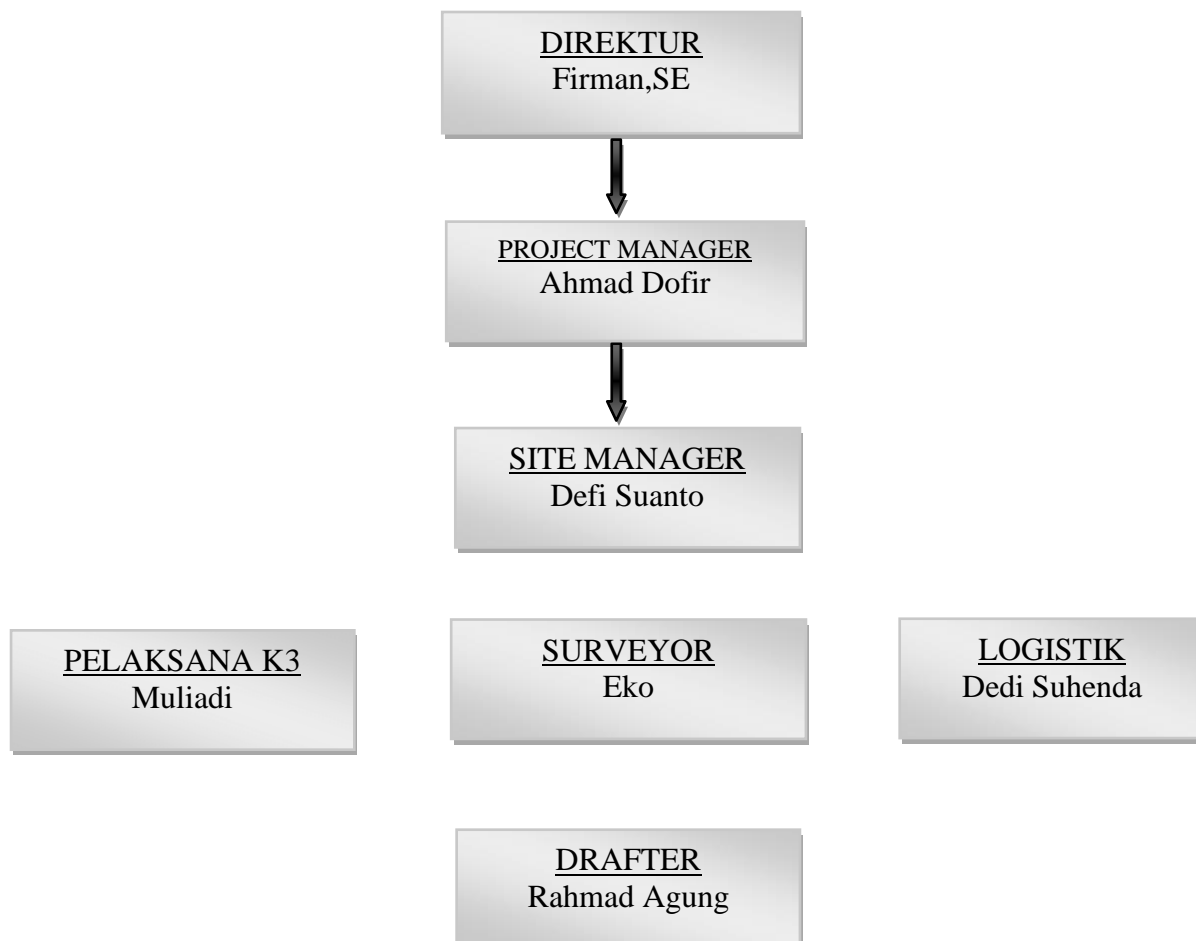 DIREKTUR
Firman,SE
PROJECT MANAGER
Ahmad Dofir
SITE MANAGER
Defi Suanto
PELAKSANA K3
Muliadi
SURVEYOR
Eko
LOGISTIK
Dedi Suhenda
DRAFTER
Rahmad Agung